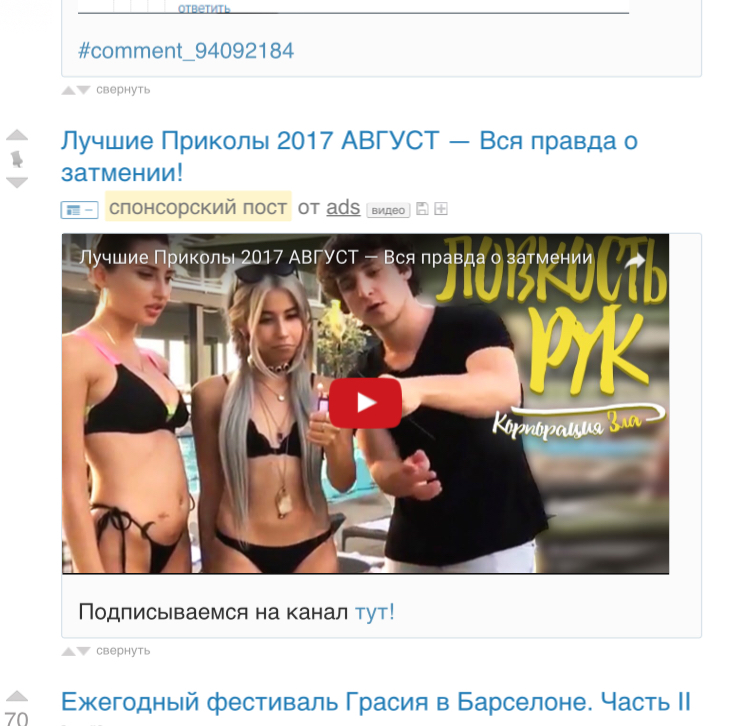 ответить
#comment_94092184
свернуть
Лучшие Приколы 2017 АВГУСТ — Вся правда о
затмении!
спонсорский пост от ads видео
Лучшие Приколы 2017 АВГУСТ — Вся правда о затмении
ЛОВКОСТЬ
РУК
Корпорация Зла
Подписываемся на канал тут!
свернуть
Ежегодный фестиваль Грасия в Барселоне. Часть II
70